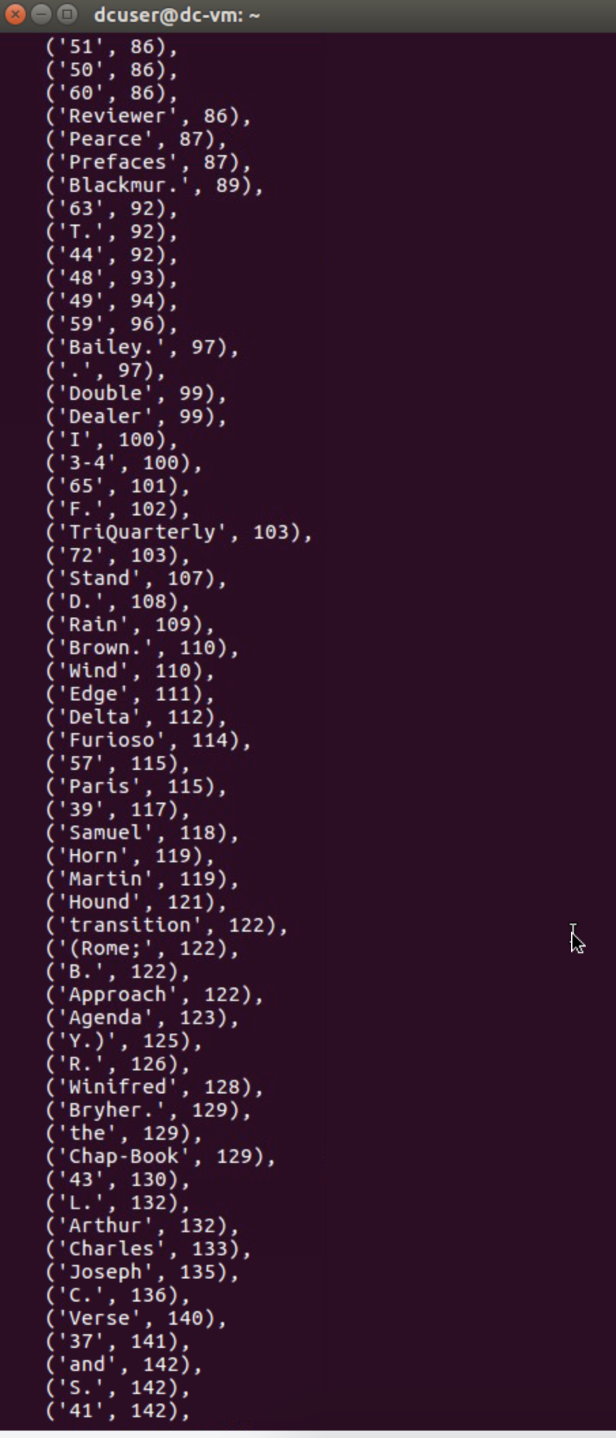 dcuser@dc-vm: ~
('51', 86),
('50', 86),
('60', 86),
('Reviewer', 86),
('Pearce', 87),
('Prefaces', 87),
('Blackmur.', 89),
('63', 92),
('T.', 92),
('44', 92),
('48', 93),
('49', 94),
('59', 96),
('Bailey.', 97),
('.', 97),
('Double', 99),
('Dealer', 99),
('I', 100),
('3-4', 100),
('65', 101),
('F.', 102),
('TriQuarterly', 103),
('72', 103),
('Stand', 107),
('D.', 108),
('Rain', 109),
('Brown.', 110),
('Wind', 110),
('Edge', 111),
('Delta', 112),
('Furioso', 114),
('57', 115),
('Paris', 115),
('39', 117),
('Samuel', 118),
('Horn', 119),
('Martin', 119),
('Hound', 121),
('transition', 122),
('(Rome;', 122),
('B.', 122),
('Approach', 122),
('Agenda', 123),
('Y.)', 125),
('R.', 126),
('Winifred', 128),
('Bryher.', 129),
('the', 129),
('Chap-Book', 129),
('43', 130),
('L.', 132),
('Arthur', 132),
('Charles', 133),
('Joseph', 135),
('C.', 136),
('Verse', 140),
('37', 141),
('and', 142),
('S.', 142),
('41', 142),